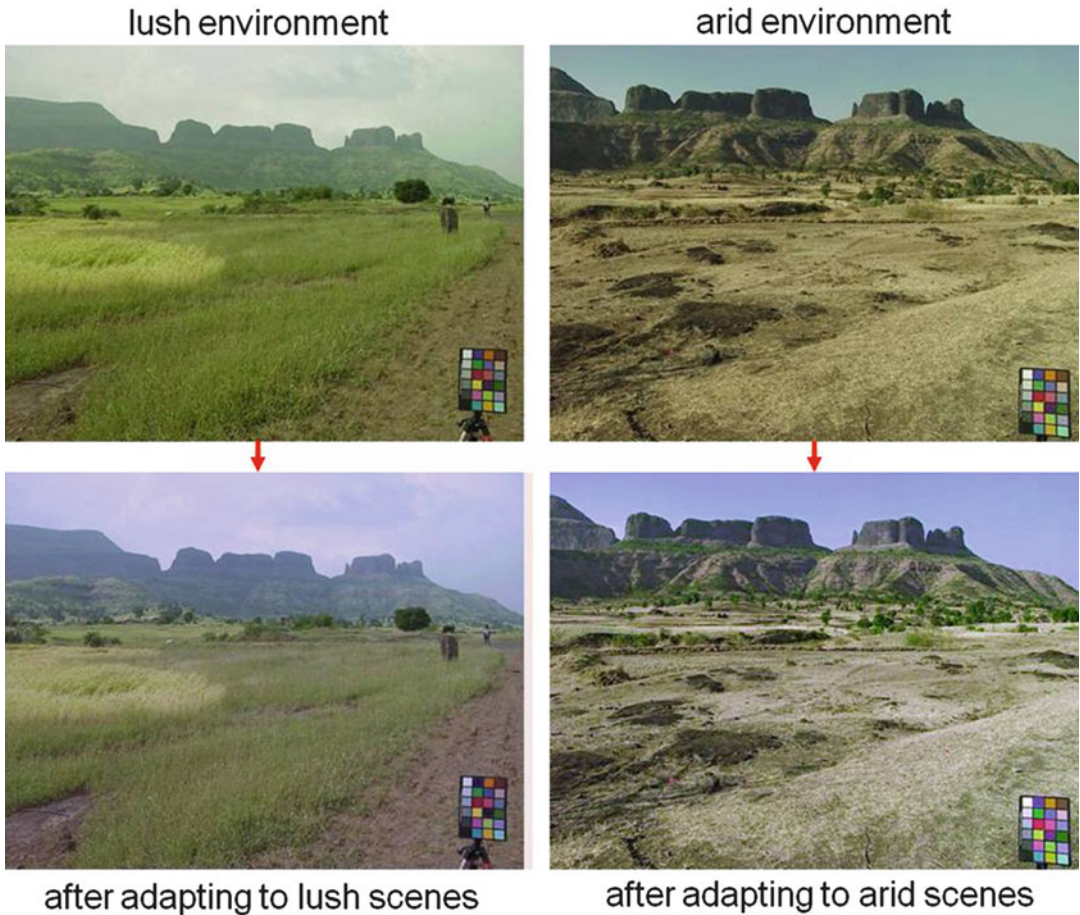 lush environment
arid environment
after adapting to lush scenes
after adapting to arid scenes